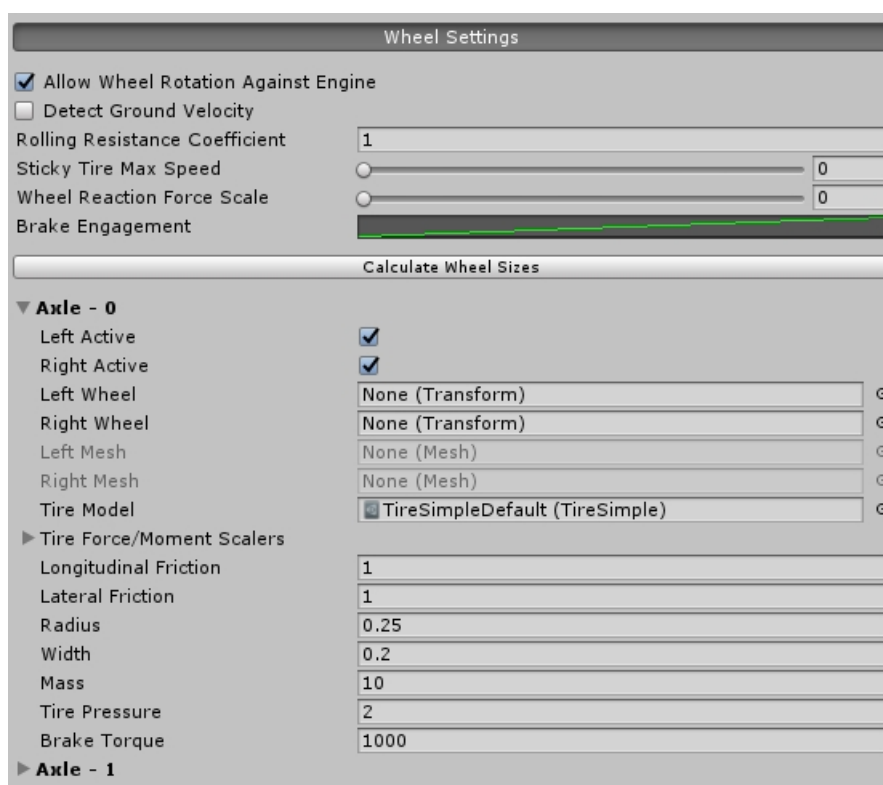 Wheel Settings
Allow Wheel Rotation Against Engine
Detect Ground Velocity
Rolling Resistance Coefficient 1
Sticky Tire Max Speed 0
Wheel Reaction Force Scale 0
Brake Engagement
Calculate Wheel Sizes
Axle - 0
Left Active
Right Active
Left Wheel None (Transform)
Right Wheel None (Transform)
Left Mesh None (Mesh)
Right Mesh None (Mesh)
Tire Model TireSimpleDefault (TireSimple)
Tire Force/Moment Scalers
Longitudinal Friction 1
Lateral Friction 1
Radius 0.25
Width 0.2
Mass 10
Tire Pressure 2
Brake Torque 1000
Axle - 1